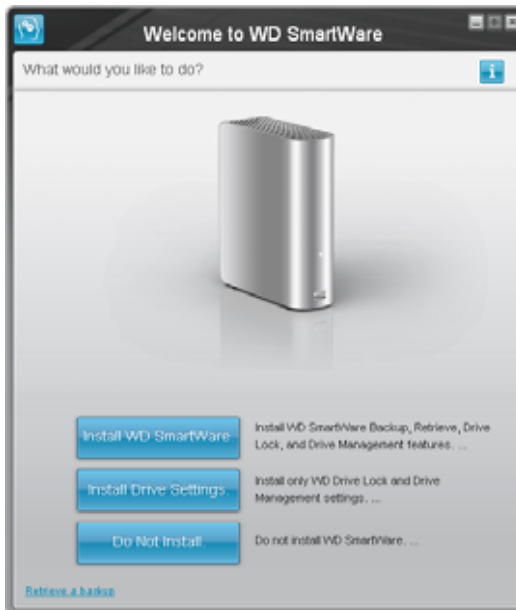 Welcome to WD SmartWare
What would you like to do?
Install WD SmartWare
Install WD SmartWare Backup, Retrieve, Drive
Lock, and Drive Management features. ...
Install Drive Settings
Install only WD Drive Lock and Drive
Management settings. ...
Do Not Install
Do not install WD SmartWare. ...
Retrieve a backup